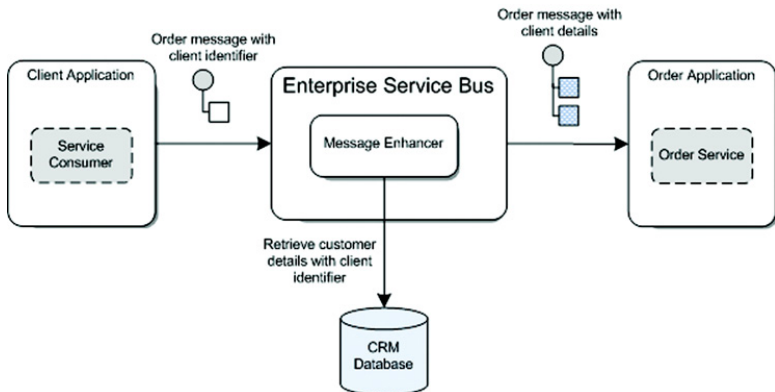 Order message with
client identifier
Order message with
client details
Client Application
Enterprise Service Bus
Order Application
Service
Consumer
Message Enhancer
Order Service
Retrieve customer
details with client
identifier
CRM
Database